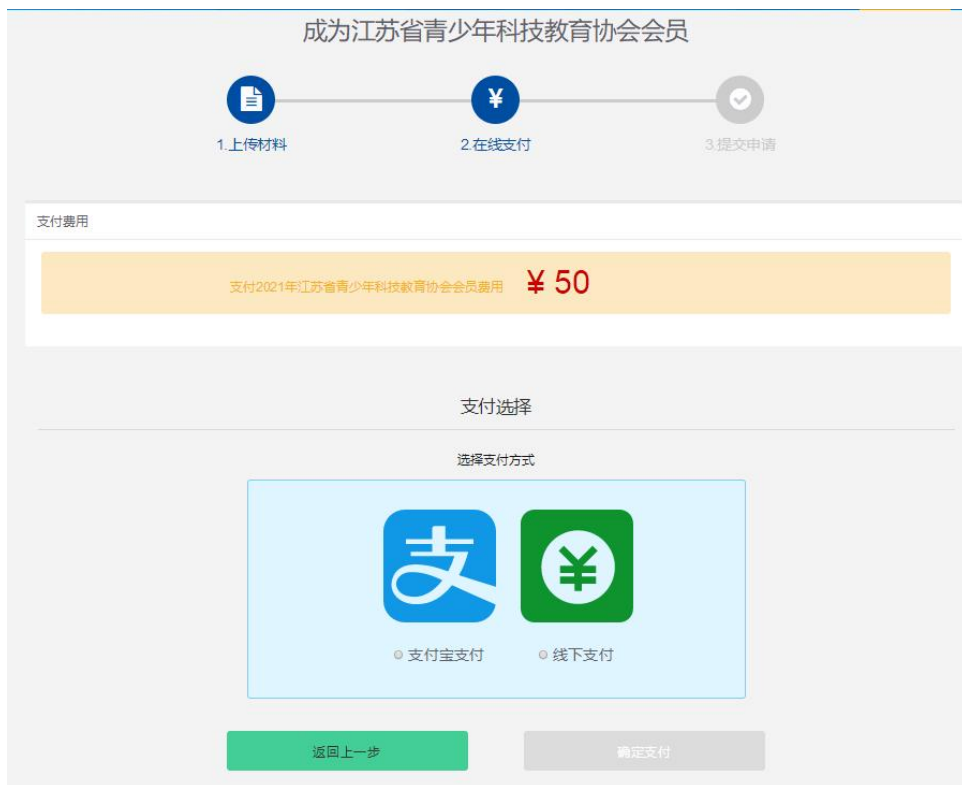 成为江苏省青少年科技教育协会会员
¥
1.上传材料 2.在线支付 3.提交申请
支付费用
支付2021年江苏省青少年科技教育协会会员费用 ¥ 50
支付选择
选择支付方式
支 ¥
支付宝支付 线下支付
返回上一步 确定支付